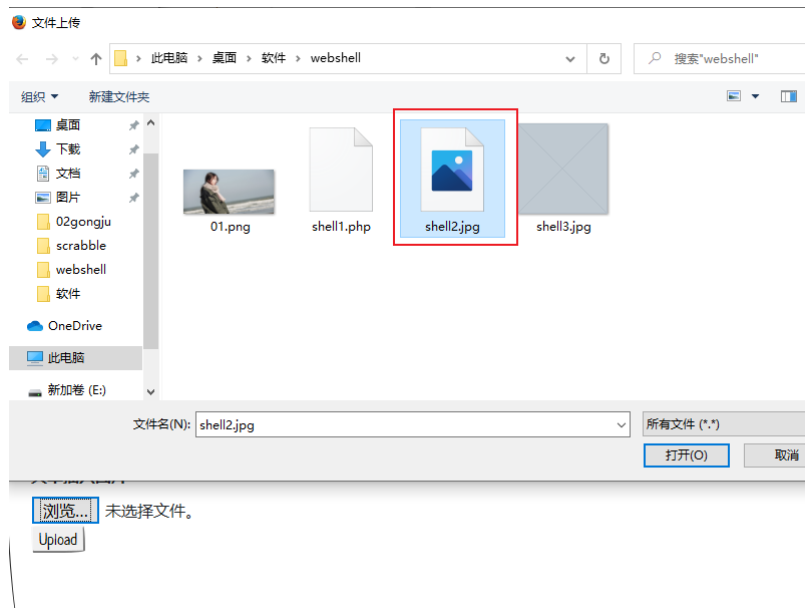 文件上传
此电脑 › 桌面 › 软件 › webshell
搜索"webshell"
组织
新建文件夹
桌面
下载
文档
图片
02gongju
scrabble
webshell
软件
OneDrive
此电脑
新加卷 (E:)
01.png
shell1.php
shell2.jpg
shell3.jpg
文件名(N): shell2.jpg
所有文件 (*.*)
打开(O)
取消
浏览... 未选择文件。
Upload